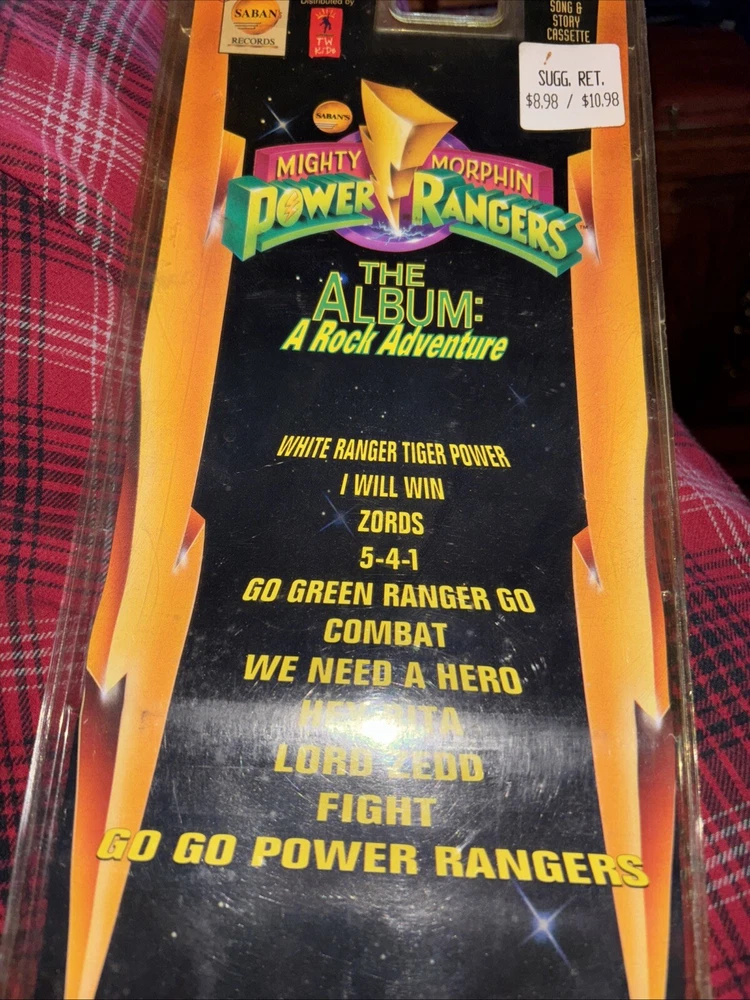 SABAN
RECORDS
Distributed by
TW
KIDS
SONG &
STORY
CASSETTE
SUGG. RET.
$8.98 / $10.98
SABAN'S
MIGHTY MORPHIN
POWER RANGERS
THE
ALBUM:
A Rock Adventure
WHITE RANGER TIGER POWER
I WILL WIN
ZORDS
5-4-1
GO GREEN RANGER GO
COMBAT
WE NEED A HERO
HEY RITA
LORD ZEDD
FIGHT
GO GO POWER RANGERS